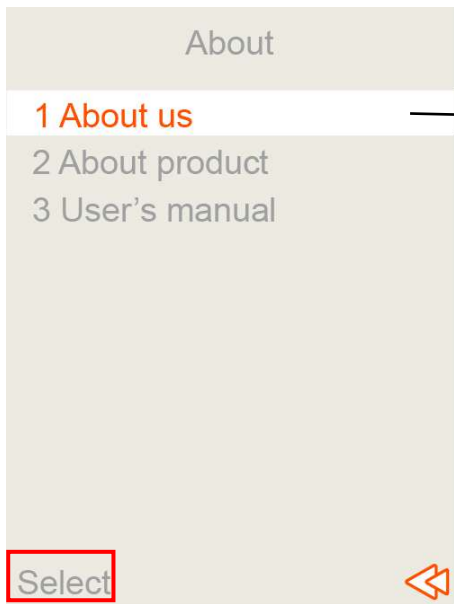 About
1 About us
2 About product
3 User’s manual
Select